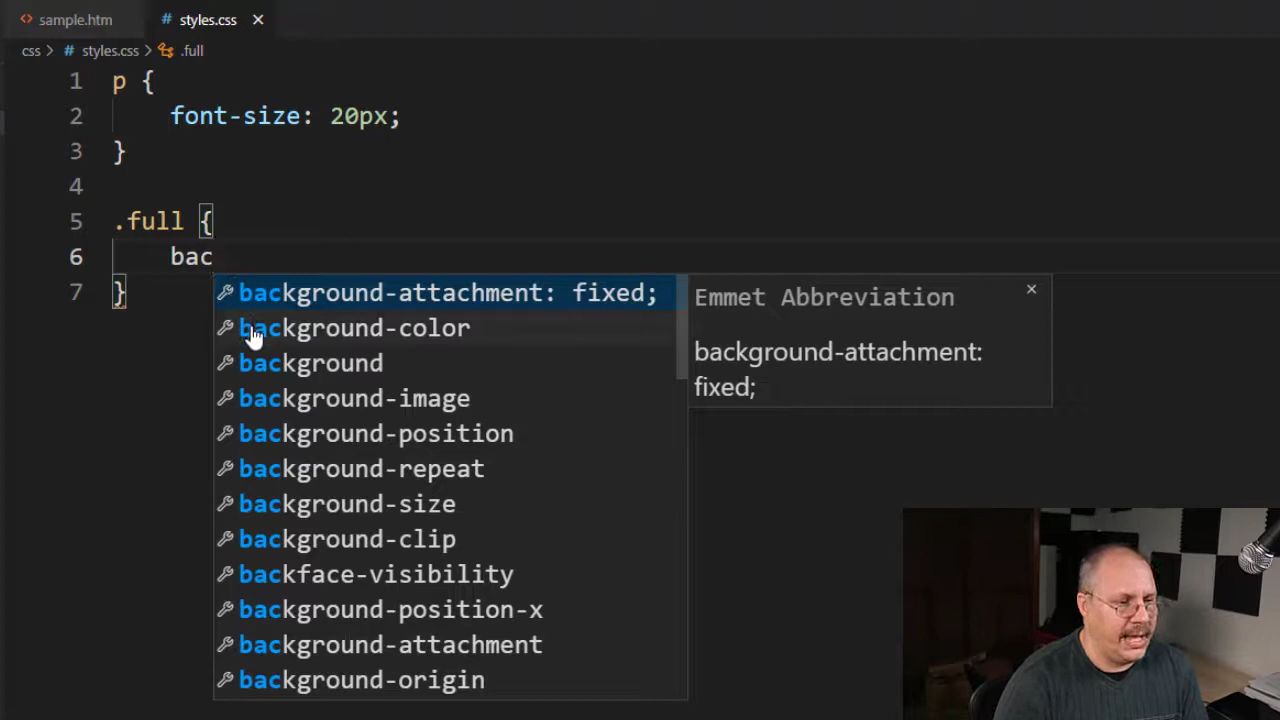 sample.htm # styles.css ×
css > # styles.css > .full
1 p {
2 font-size: 20px;
3 }
4
5 .full {
6 bac
7 }
background-attachment: fixed;
background-color
background
background-image
background-position
background-repeat
background-size
background-clip
backface-visibility
background-position-x
background-attachment
background-origin
Emmet Abbreviation ×
background-attachment:
fixed;